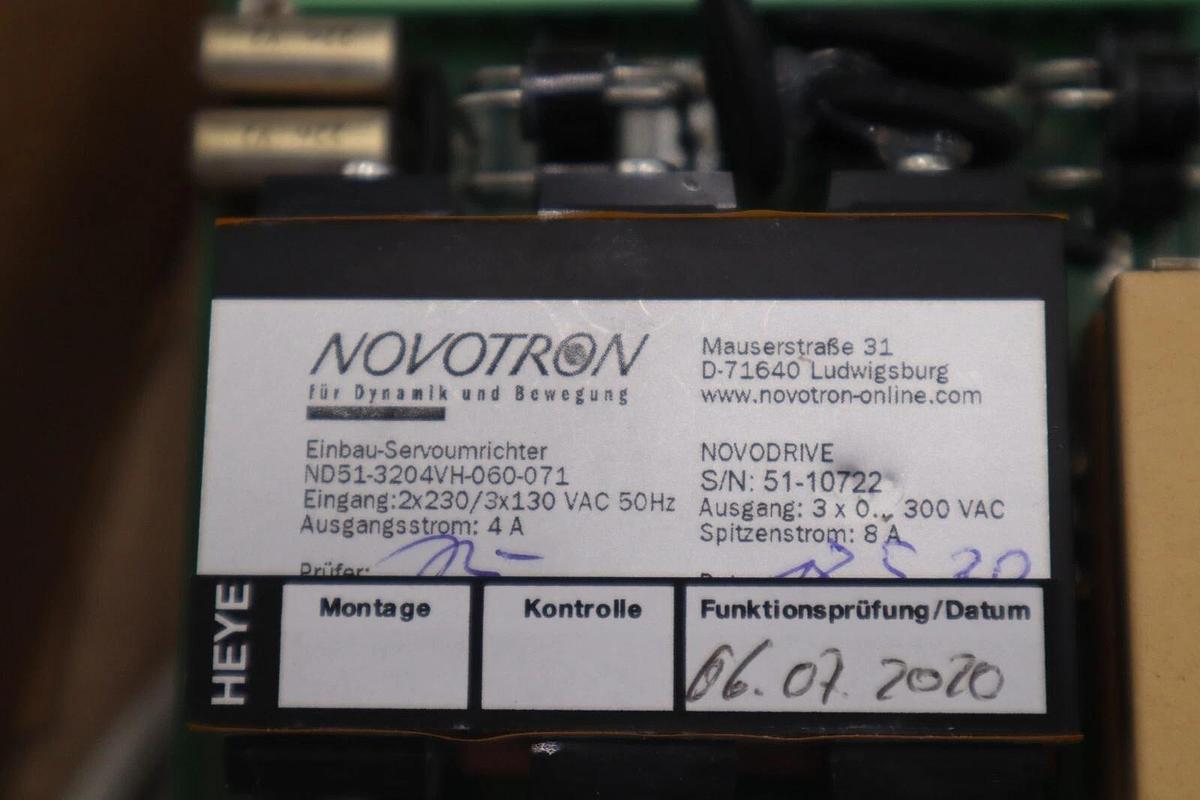 NOVOTRON
für Dynamik und Bewegung
Mauserstraße 31
D-71640 Ludwigsburg
www.novotron-online.com
Einbau-Servoumrichter
ND51-3204VH-060-071
Eingang:2x230/3x130 VAC 50Hz
Ausgangsstrom: 4 A
Prüfer:
NOVODRIVE
S/N: 51-10722
Ausgang: 3 x 0... 300 VAC
Spitzenstrom: 8 A
HEYE
Montage
Kontrolle
Funktionsprüfung/Datum
06.07.2020